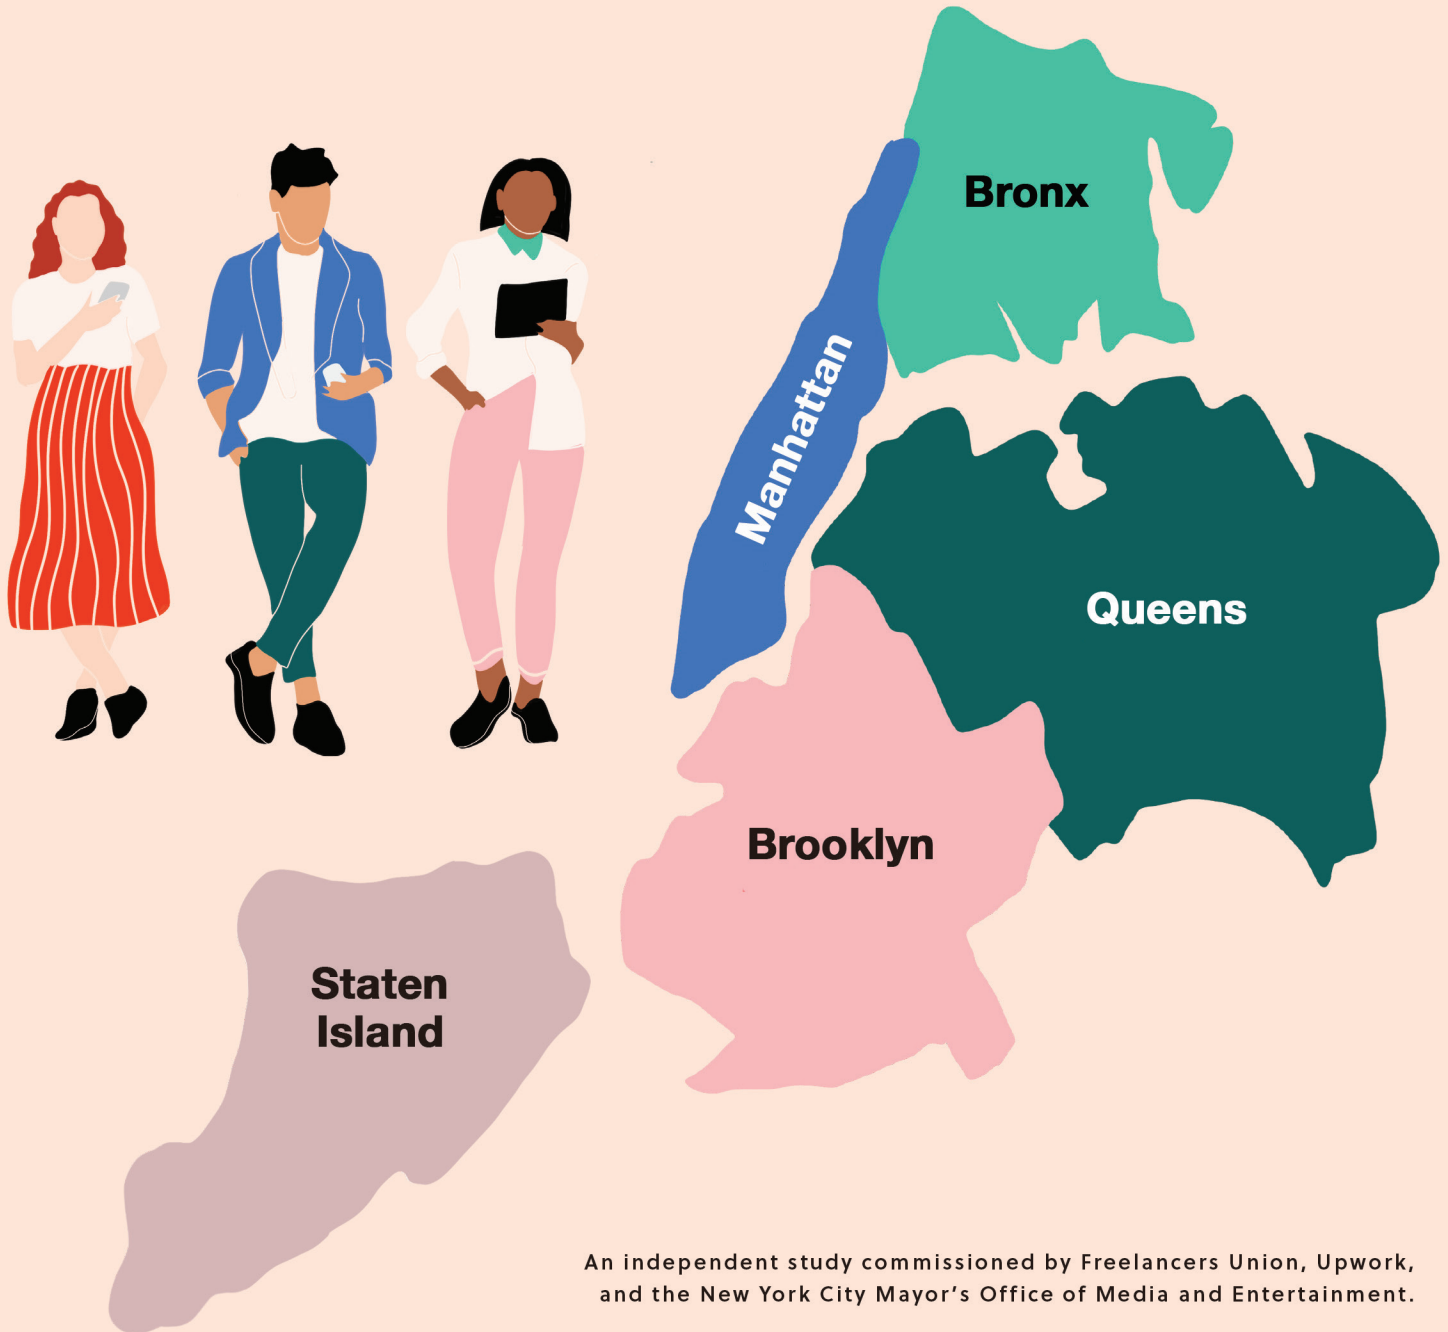 Bronx
Manhattan
Queens
Brooklyn
Staten
Island
An independent study commissioned by Freelancers Union, Upwork,
and the New York City Mayor’s Office of Media and Entertainment.